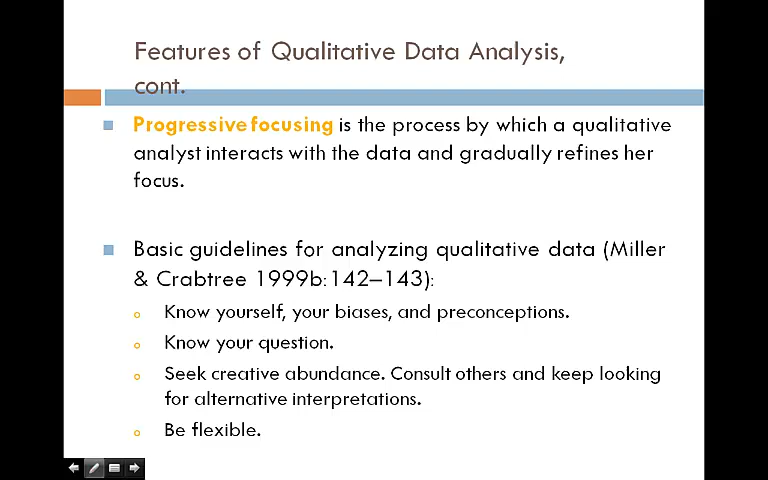 Features of Qualitative Data Analysis,
cont.
Progressive focusing is the process by which a qualitative
analyst interacts with the data and gradually refines her
focus.
Basic guidelines for analyzing qualitative data (Miller
& Crabtree 1999b:142–143):
Know yourself, your biases, and preconceptions.
Know your question.
Seek creative abundance. Consult others and keep looking
for alternative interpretations.
Be flexible.